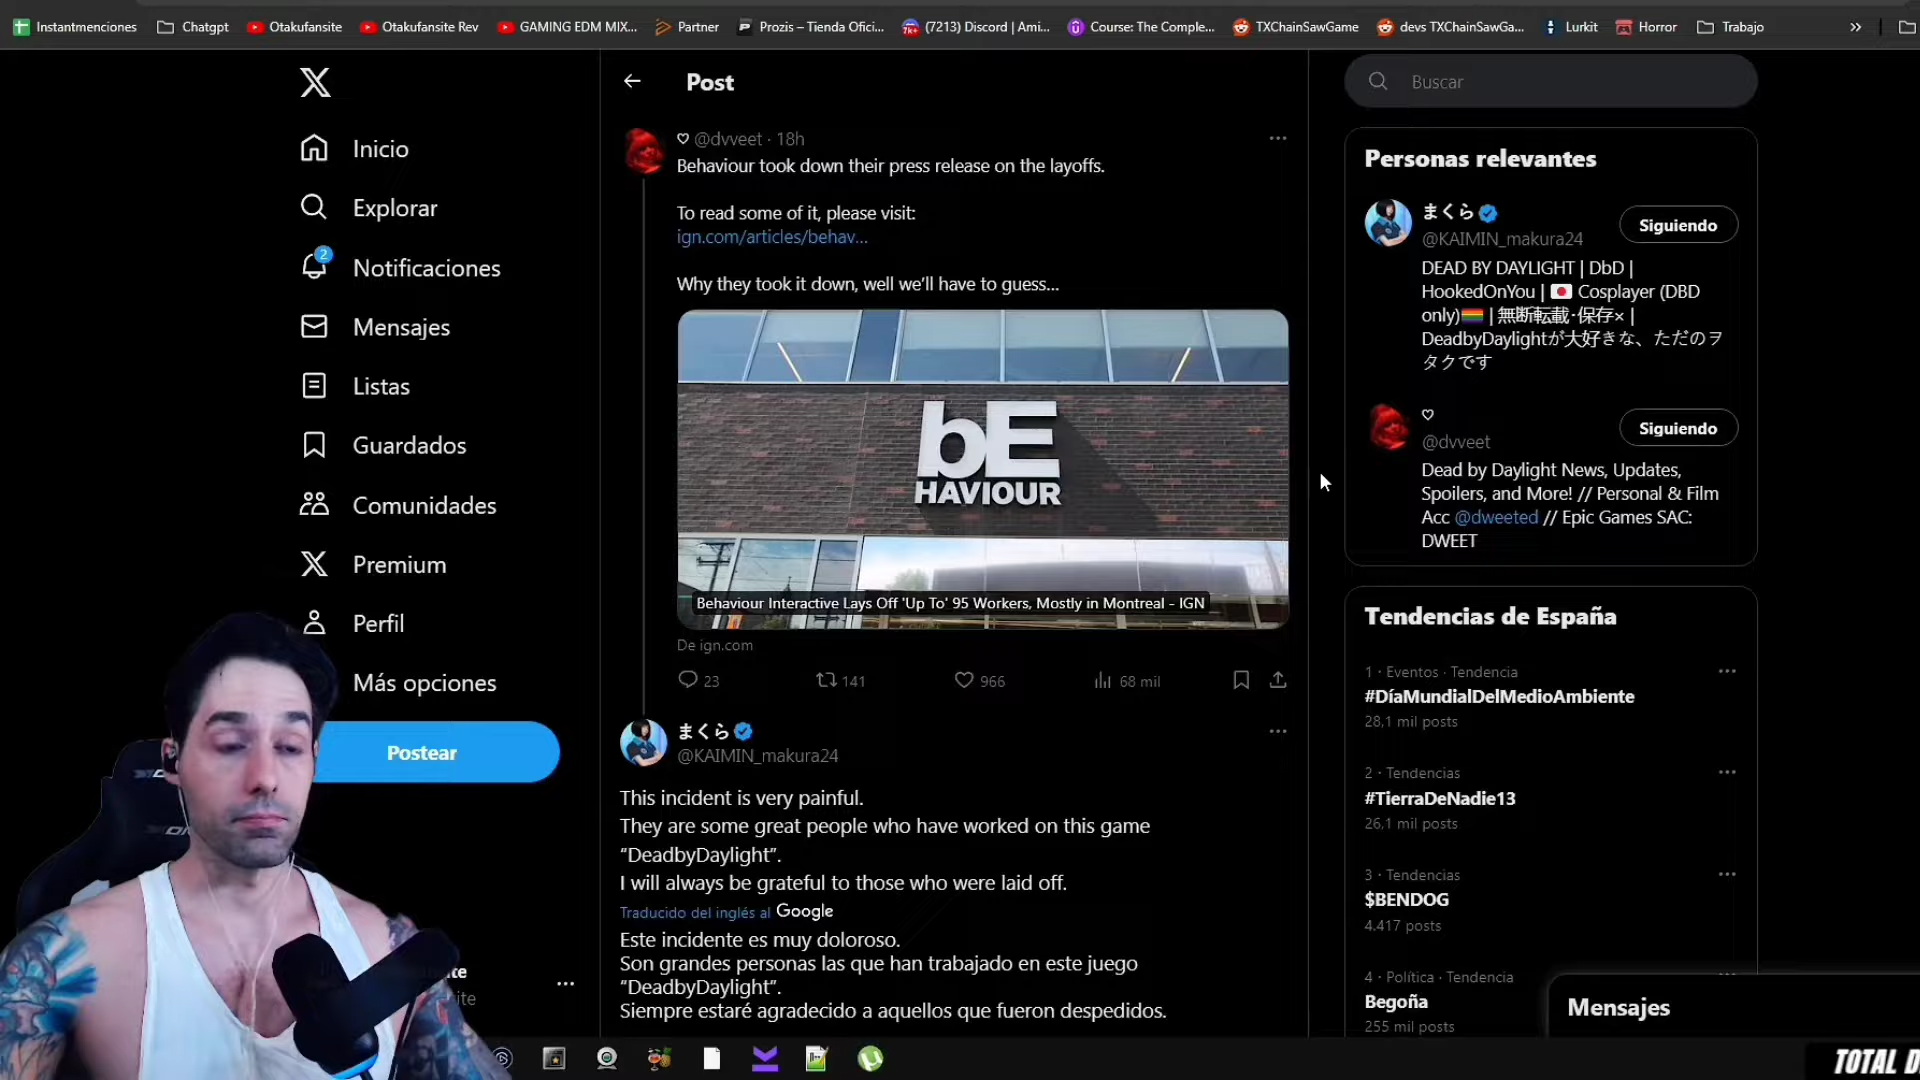 Instantmenciones
Chatgpt
Otakufansite
Otakufansite Rev
GAMING EDM MIX...
Partner
Prozis – Tienda Ofici...
(7213) Discord | Ami...
Course: The Comple...
TXChainSawGame
devs TXChainSawGa...
Lurkit
Horror
Trabajo
Inicio
Explorar
2
Notificaciones
Mensajes
Listas
Guardados
Comunidades
Premium
Perfil
Más opciones
Postear
Post
@dvveet · 18h
Behaviour took down their press release on the layoffs.
To read some of it, please visit:
ign.com/articles/behav...
Why they took it down, well we’ll have to guess...
bE
HAVIOUR
Behaviour Interactive Lays Off 'Up To' 95 Workers, Mostly in Montreal - IGN
De ign.com
23
141
966
68 mil
まくら
@KAIMIN_makura24
This incident is very painful.
They are some great people who have worked on this game
“DeadbyDaylight”.
I will always be grateful to those who were laid off.
Traducido del inglés al Google
Este incidente es muy doloroso.
Son grandes personas las que han trabajado en este juego
“DeadbyDaylight”.
Siempre estaré agradecido a aquellos que fueron despedidos.
Buscar
Personas relevantes
まくら
@KAIMIN_makura24
Siguiendo
DEAD BY DAYLIGHT | DbD |
HookedOnYou | Cosplayer (DBD
only) | 無断転載･保存× |
DeadbyDaylightが大好きな、ただのヲ
タクです
@dvveet
Siguiendo
Dead by Daylight News, Updates,
Spoilers, and More! // Personal & Film
Acc @dweeted // Epic Games SAC:
DWEET
Tendencias de España
1 · Eventos · Tendencia
#DíaMundialDelMedioAmbiente
28,1 mil posts
2 · Tendencias
#TierraDeNadie13
26,1 mil posts
3 · Tendencias
$BENDOG
4.417 posts
4 · Política · Tendencia
Begoña
255 mil posts
Mensajes
TOTAL